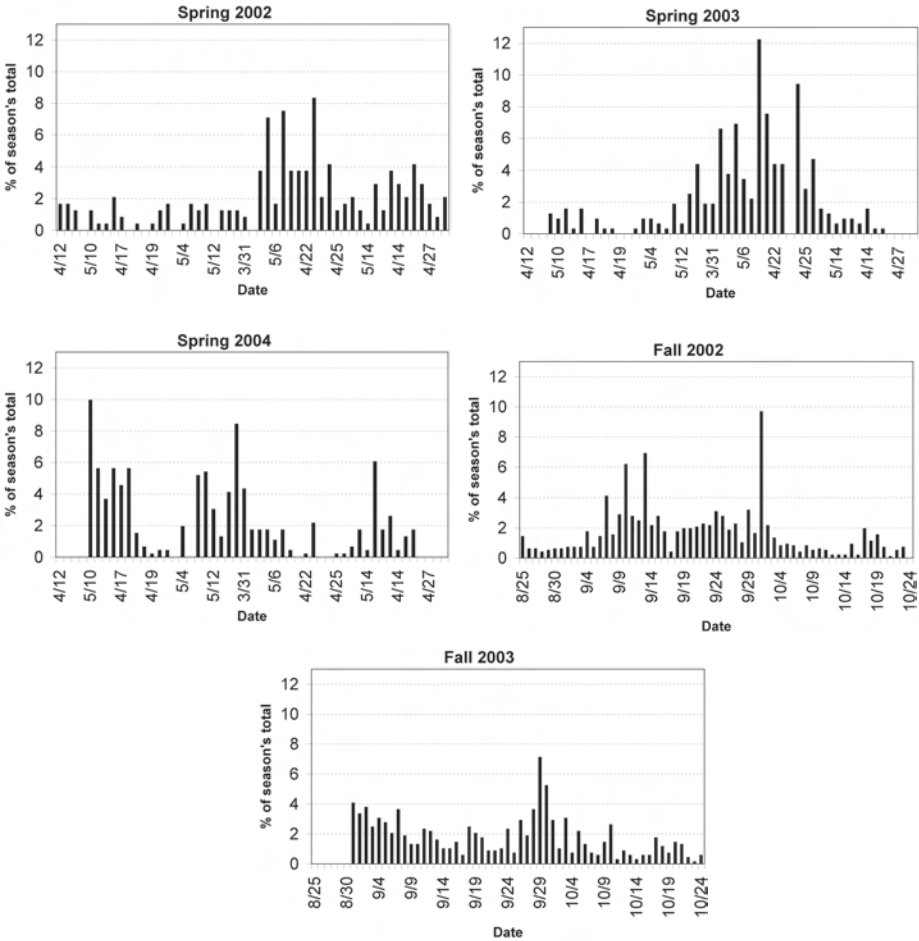 Spring 2002
% of season's total
12
10
8
6
4
2
0
4/12 5/10 4/17 4/19 5/4 5/12 3/31 5/6 4/22 4/25 5/14 4/14 4/27
Date
Spring 2003
% of season's total
12
10
8
6
4
2
0
4/12 5/10 4/17 4/19 5/4 5/12 3/31 5/6 4/22 4/25 5/14 4/14 4/27
Date
Spring 2004
% of season's total
12
10
8
6
4
2
0
4/12 5/10 4/17 4/19 5/4 5/12 3/31 5/6 4/22 4/25 5/14 4/14 4/27
Date
Fall 2002
% of season's total
12
10
8
6
4
2
0
8/25 8/30 9/4 9/9 9/14 9/19 9/24 9/29 10/4 10/9 10/14 10/19 10/24
Date
Fall 2003
% of season's total
12
10
8
6
4
2
0
8/25 8/30 9/4 9/9 9/14 9/19 9/24 9/29 10/4 10/9 10/14 10/19 10/24
Date